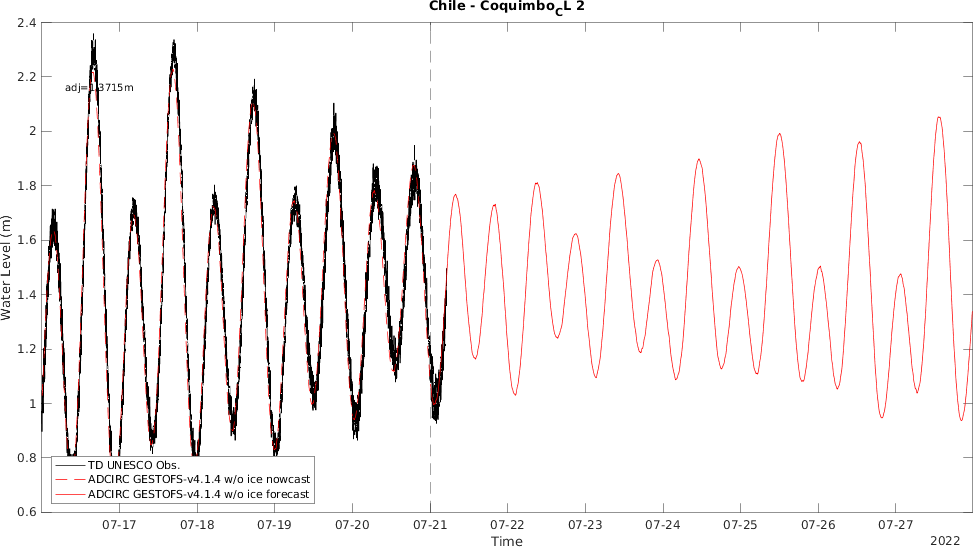 Chile - Coquimbo_CL 2
2.4
2.2
2
1.8
1.6
1.4
1.2
1
0.8
0.6
Water Level (m)
adj=1.3715m
TD UNESCO Obs.
ADCIRC GESTOFS-v4.1.4 w/o ice nowcast
ADCIRC GESTOFS-v4.1.4 w/o ice forecast
07-17 07-18 07-19 07-20 07-21 07-22 07-23 07-24 07-25 07-26 07-27
Time
2022